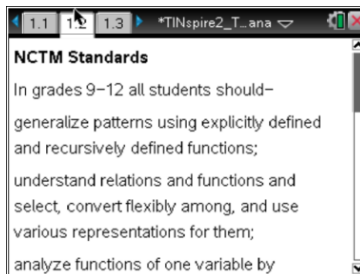 1.1 1.2 1.3 *TINspire2_T...ana
NCTM Standards
In grades 9–12 all students should–
generalize patterns using explicitly defined
and recursively defined functions;
understand relations and functions and
select, convert flexibly among, and use
various representations for them;
analyze functions of one variable by